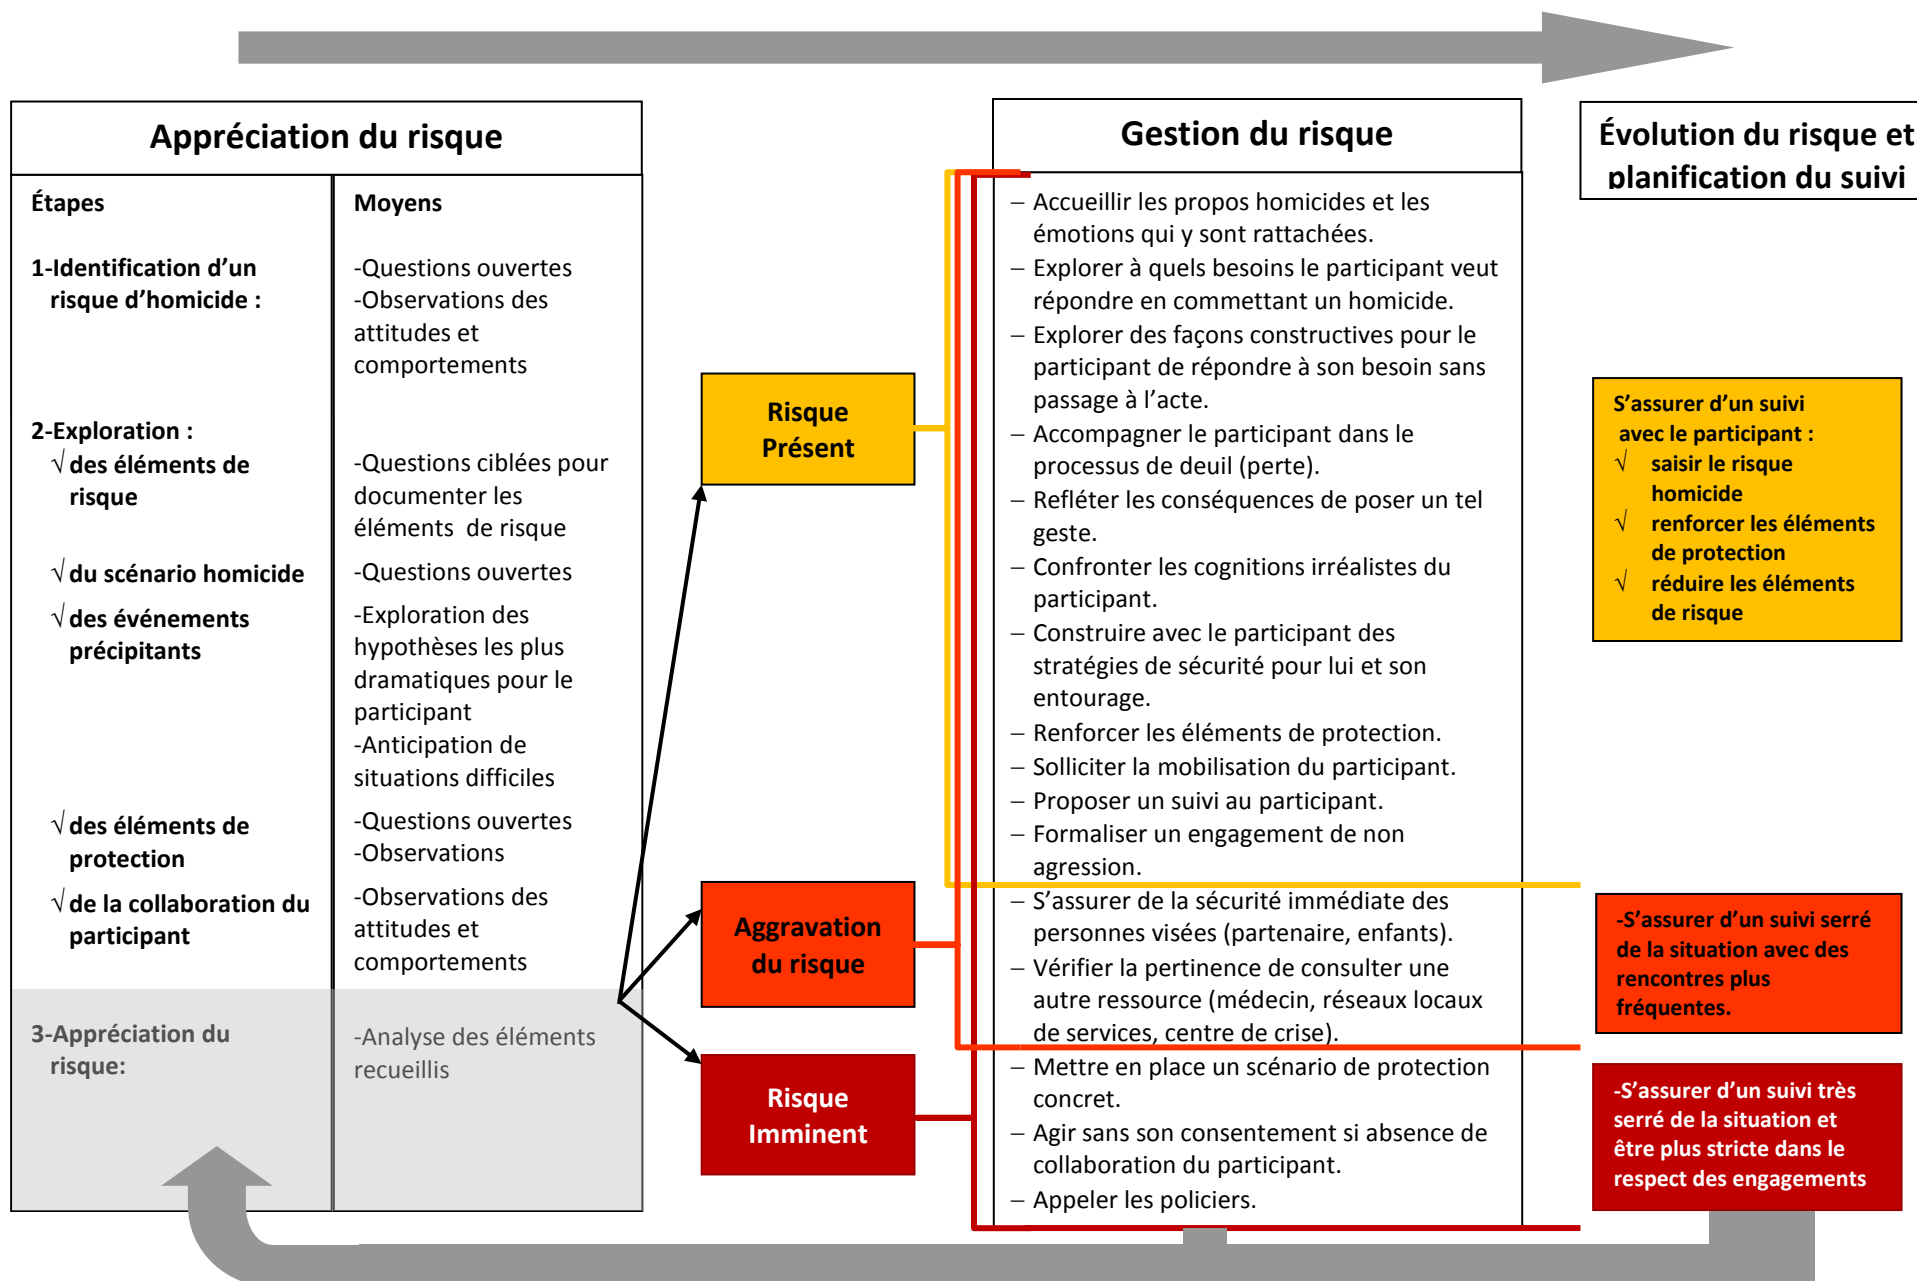 Appréciation du risque
Étapes
Moyens
1-Identification d’un
risque d’homicide :
-Questions ouvertes
-Observations des
attitudes et
comportements
2-Exploration :
√ des éléments de
risque
-Questions ciblées pour
documenter les
éléments de risque
√ du scénario homicide
-Questions ouvertes
√ des événements
précipitants
-Exploration des
hypothèses les plus
dramatiques pour le
participant
-Anticipation de
situations difficiles
√ des éléments de
protection
-Questions ouvertes
-Observations
√ de la collaboration du
participant
-Observations des
attitudes et
comportements
3-Appréciation du
risque:
-Analyse des éléments
recueillis
Risque
Présent
Aggravation
du risque
Risque
Imminent
Gestion du risque
− Accueillir les propos homicides et les
émotions qui y sont rattachées.
− Explorer à quels besoins le participant veut
répondre en commettant un homicide.
− Explorer des façons constructives pour le
participant de répondre à son besoin sans
passage à l’acte.
− Accompagner le participant dans le
processus de deuil (perte).
− Refléter les conséquences de poser un tel
geste.
− Confronter les cognitions irréalistes du
participant.
− Construire avec le participant des
stratégies de sécurité pour lui et son
entourage.
− Renforcer les éléments de protection.
− Solliciter la mobilisation du participant.
− Proposer un suivi au participant.
− Formaliser un engagement de non
agression.
− S’assurer de la sécurité immédiate des
personnes visées (partenaire, enfants).
− Vérifier la pertinence de consulter une
autre ressource (médecin, réseaux locaux
de services, centre de crise).
− Mettre en place un scénario de protection
concret.
− Agir sans son consentement si absence de
collaboration du participant.
− Appeler les policiers.
Évolution du risque et
planification du suivi
S’assurer d’un suivi
avec le participant :
√ saisir le risque
homicide
√ renforcer les éléments
de protection
√ réduire les éléments
de risque
-S’assurer d’un suivi serré
de la situation avec des
rencontres plus
fréquentes.
-S’assurer d’un suivi très
serré de la situation et
être plus stricte dans le
respect des engagements